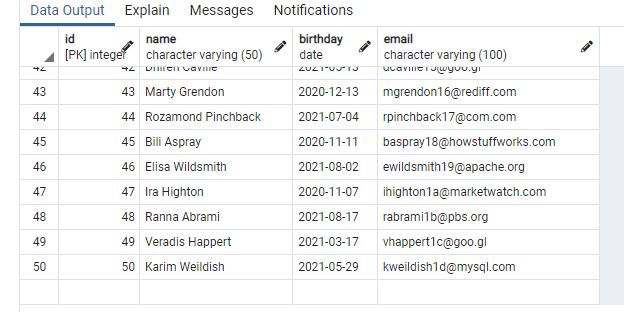 Data Output Explain Messages Notifications
id name birthday email
[PK] integer character varying (50) date character varying (100)
43 43 Marty Grendon 2020-12-13 mgrendon16@rediff.com
44 44 Rozamond Pinchback 2021-07-04 rpinchback17@com.com
45 45 Bili Aspray 2020-11-11 baspray18@howstuffworks.com
46 46 Elisa Wildsmith 2021-08-02 ewildsmith19@apache.org
47 47 Ira Highton 2020-11-07 ihighton1a@marketwatch.com
48 48 Ranna Abrami 2021-08-17 rabrami1b@pbs.org
49 49 Veradis Happert 2021-03-17 vhappert1c@goo.gl
50 50 Karim Weildish 2021-05-29 kweildish1d@mysql.com